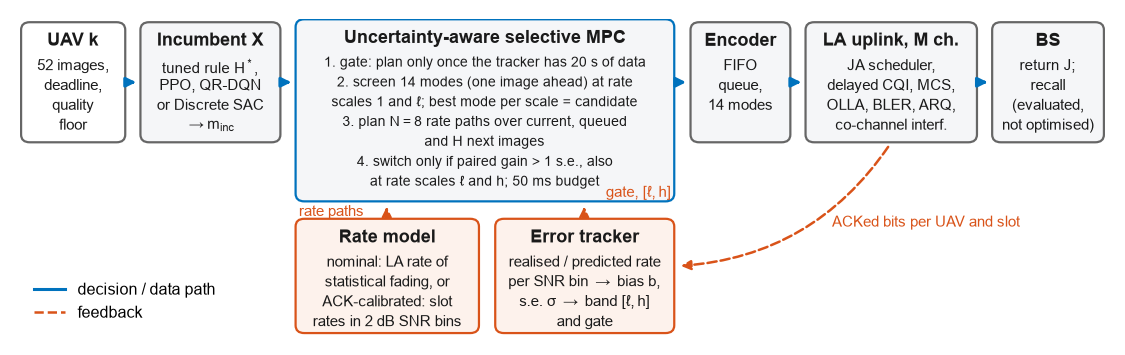 UAV k
52 images,
deadline,
quality
floor
Incumbent X
tuned rule H*,
PPO, QR-DQN
or Discrete SAC
→ m_inc
Uncertainty-aware selective MPC
1. gate: plan only once the tracker has 20 s of data
2. screen 14 modes (one image ahead) at rate
scales 1 and ℓ; best mode per scale = candidate
3. plan N = 8 rate paths over current, queued
and H next images
4. switch only if paired gain > 1 s.e., also
at rate scales ℓ and h; 50 ms budget
gate, [ℓ, h]
Encoder
FIFO
queue,
14 modes
LA uplink, M ch.
JA scheduler,
delayed CQI, MCS,
OLLA, BLER, ARQ,
co-channel interf.
BS
return J;
recall
(evaluated,
not optimised)
rate paths
Rate model
nominal: LA rate of
statistical fading, or
ACK-calibrated: slot
rates in 2 dB SNR bins
Error tracker
realised / predicted rate
per SNR bin → bias b,
s.e. σ → band [ℓ, h]
and gate
ACKed bits per UAV and slot
decision / data path
feedback